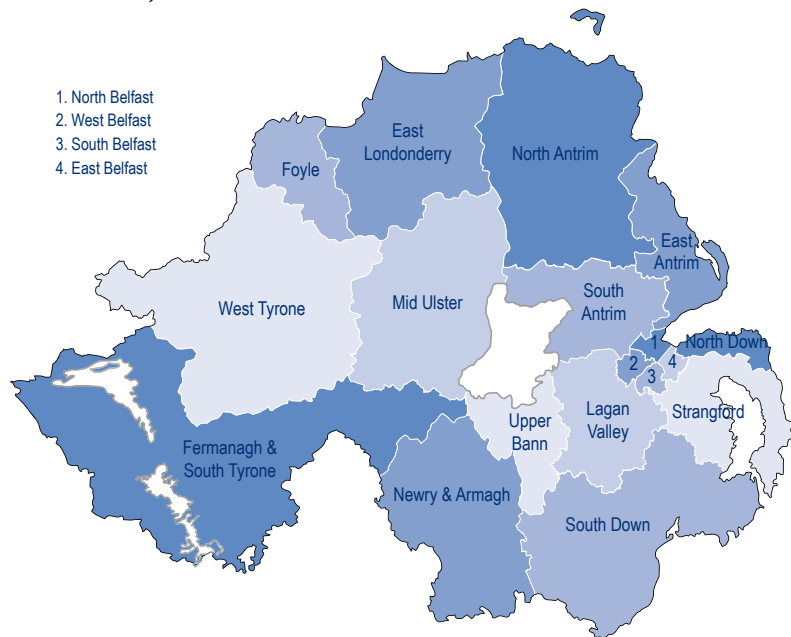 1. North Belfast
2. West Belfast
3. South Belfast
4. East Belfast
East
Londonderry
North Antrim
Foyle
East
Antrim
West Tyrone
Mid Ulster
South
Antrim
1
North Down
2
4
3
Upper
Bann
Lagan
Valley
Strangford
Fermanagh &
South Tyrone
Newry & Armagh
South Down